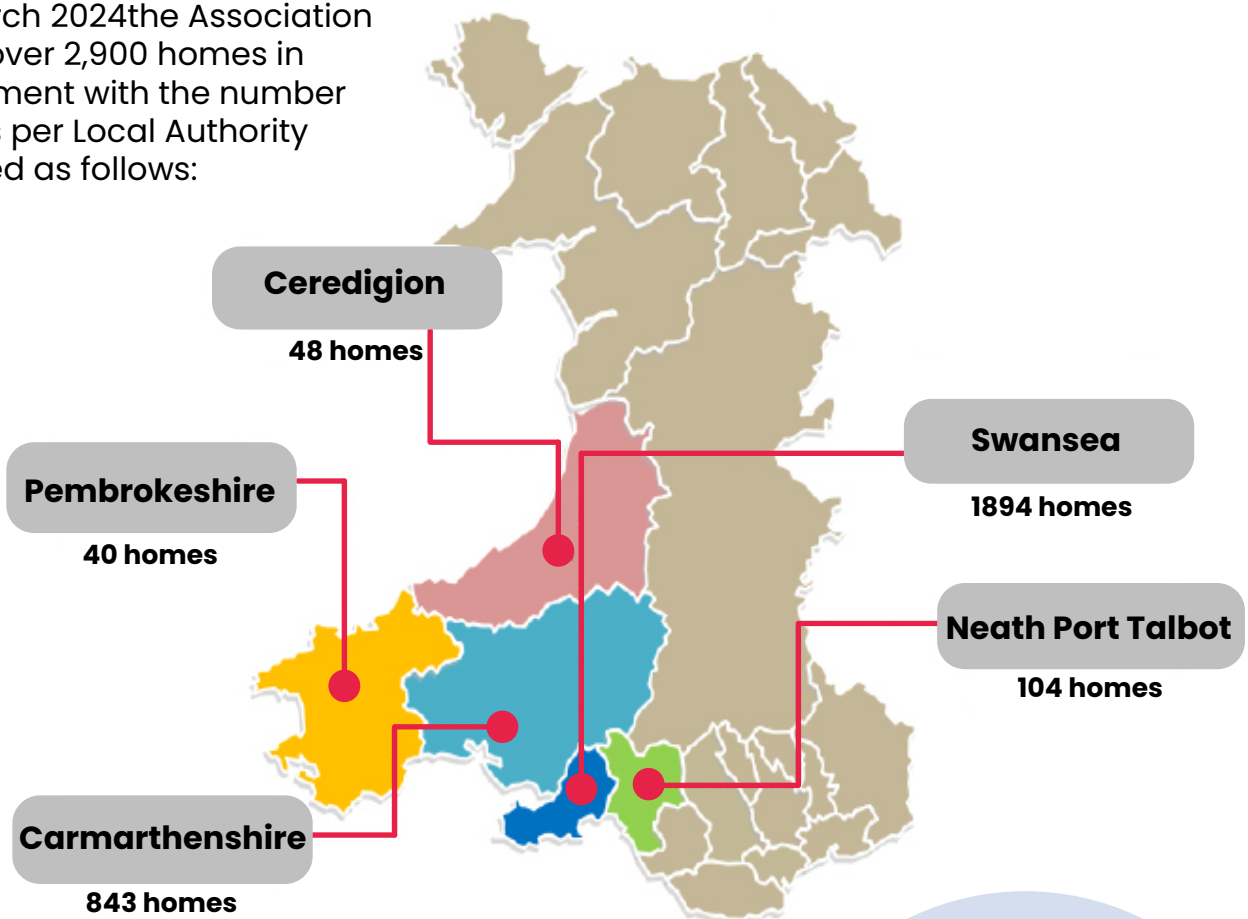 rch 2024the Association
over 2,900 homes in
ment with the number
s per Local Authority
ed as follows:
Ceredigion
48 homes
Pembrokeshire
40 homes
Swansea
1894 homes
Neath Port Talbot
104 homes
Carmarthenshire
843 homes